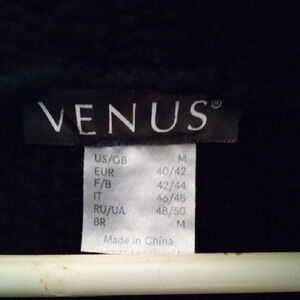 VENUS®
US/GB M
EUR 40/42
F/B 42/44
IT 46/48
RU/UA 48/50
BR M
Made in China